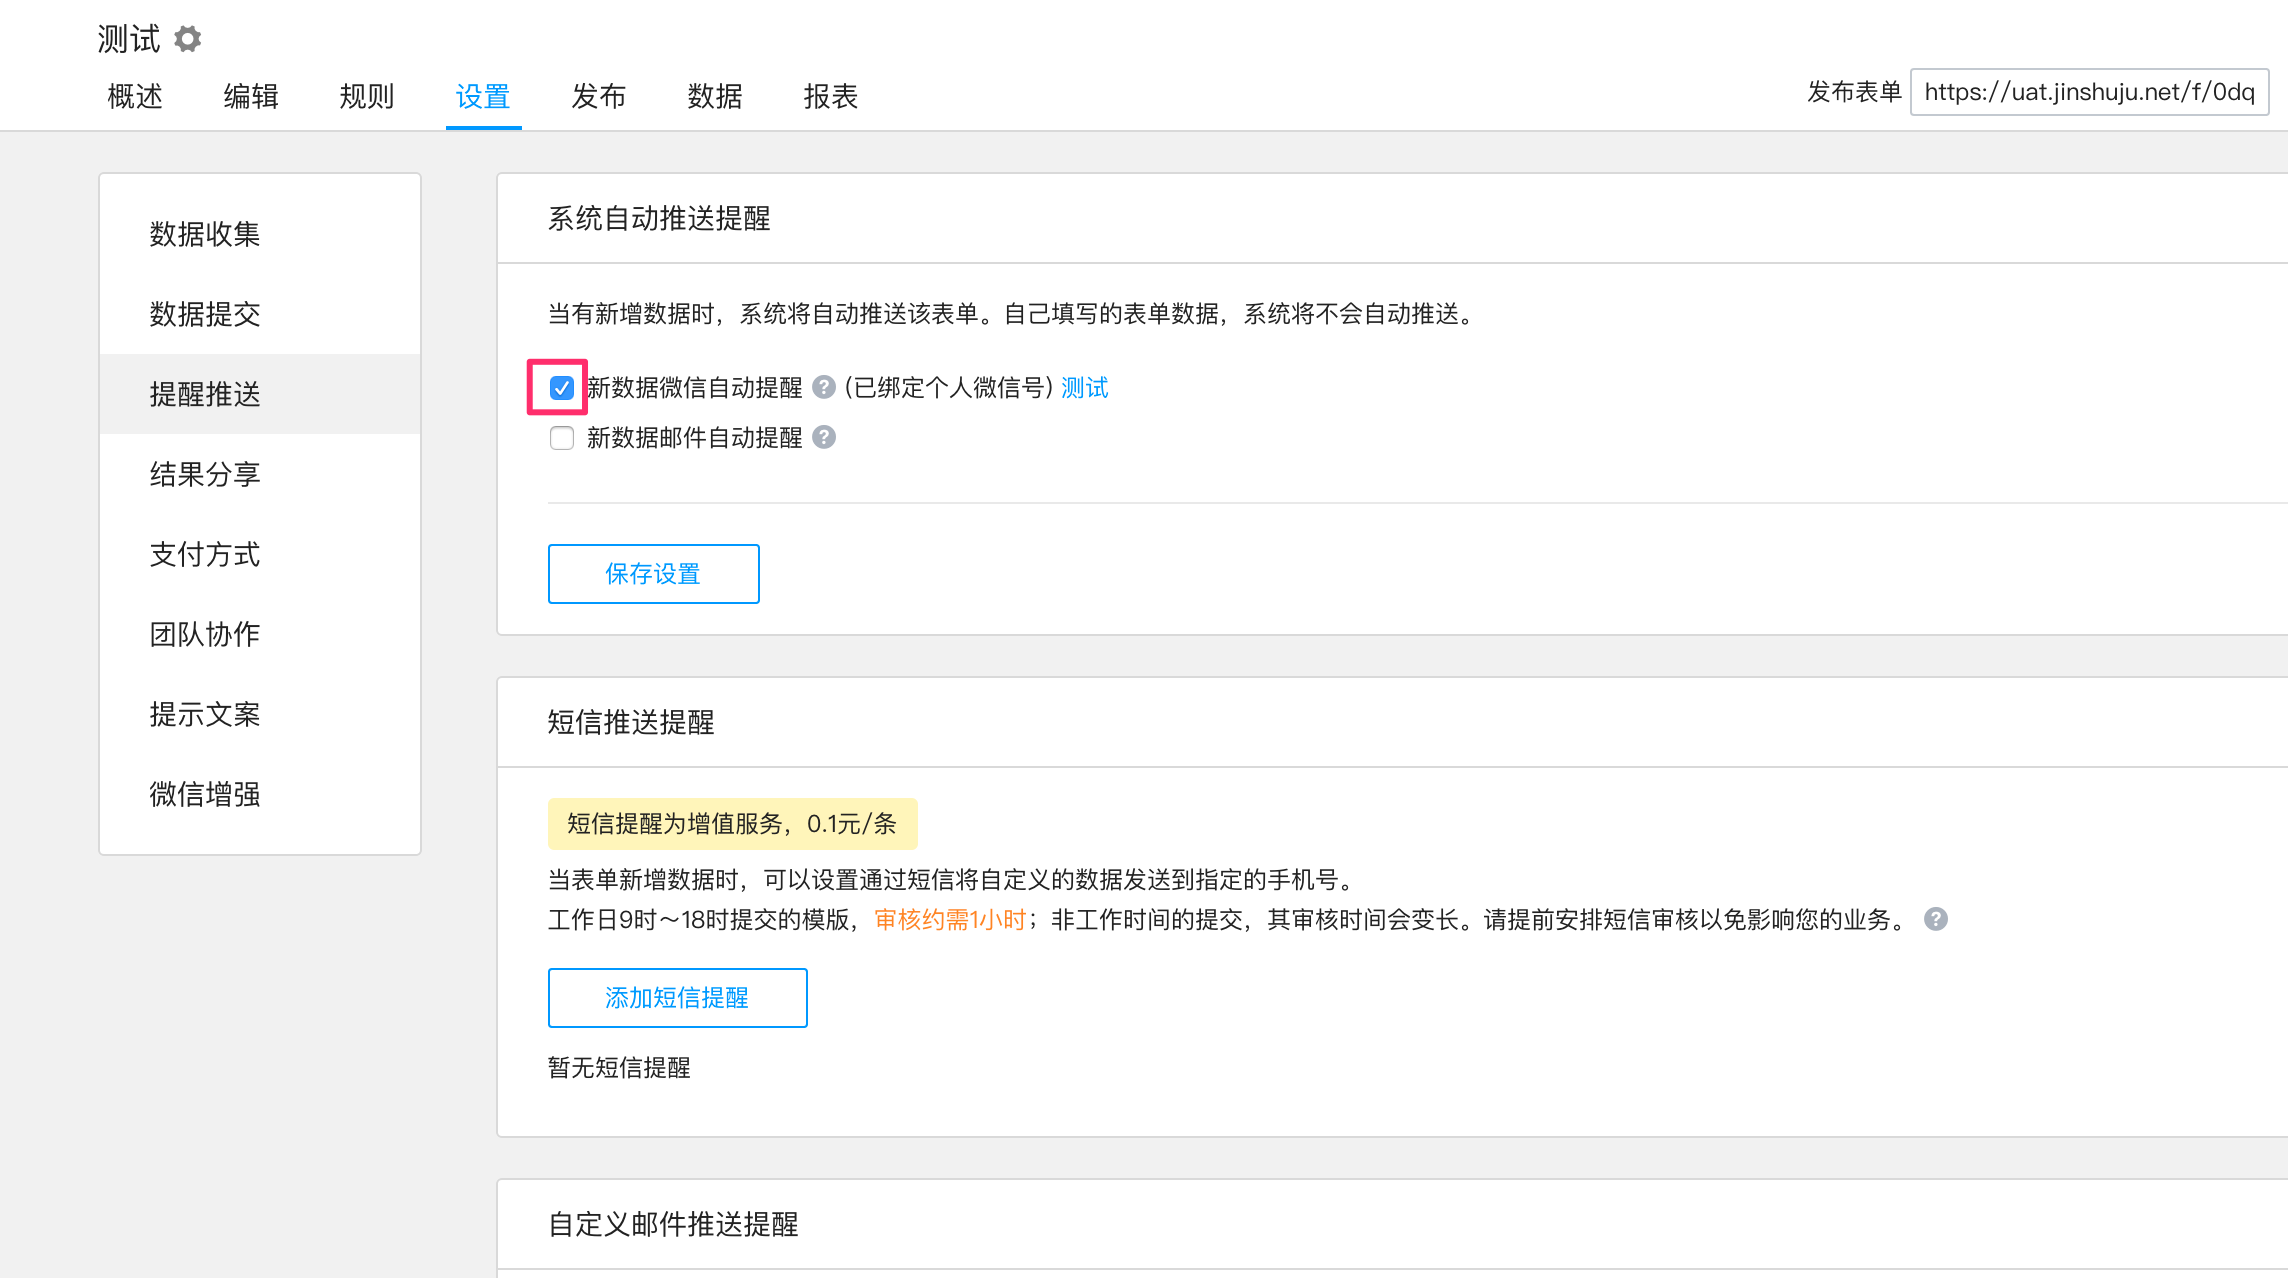 测试
概述 编辑 规则 设置 发布 数据 报表
发布表单 https://uat.jinshuju.net/f/0dq
数据收集
数据提交
提醒推送
结果分享
支付方式
团队协作
提示文案
微信增强
系统自动推送提醒
当有新增数据时，系统将自动推送该表单。自己填写的表单数据，系统将不会自动推送。
新数据微信自动提醒 ? (已绑定个人微信号) 测试
新数据邮件自动提醒 ?
保存设置
短信推送提醒
短信提醒为增值服务，0.1元/条
当表单新增数据时，可以设置通过短信将自定义的数据发送到指定的手机号。
工作日9时～18时提交的模版，审核约需1小时；非工作时间的提交，其审核时间会变长。请提前安排短信审核以免影响您的业务。 ?
添加短信提醒
暂无短信提醒
自定义邮件推送提醒